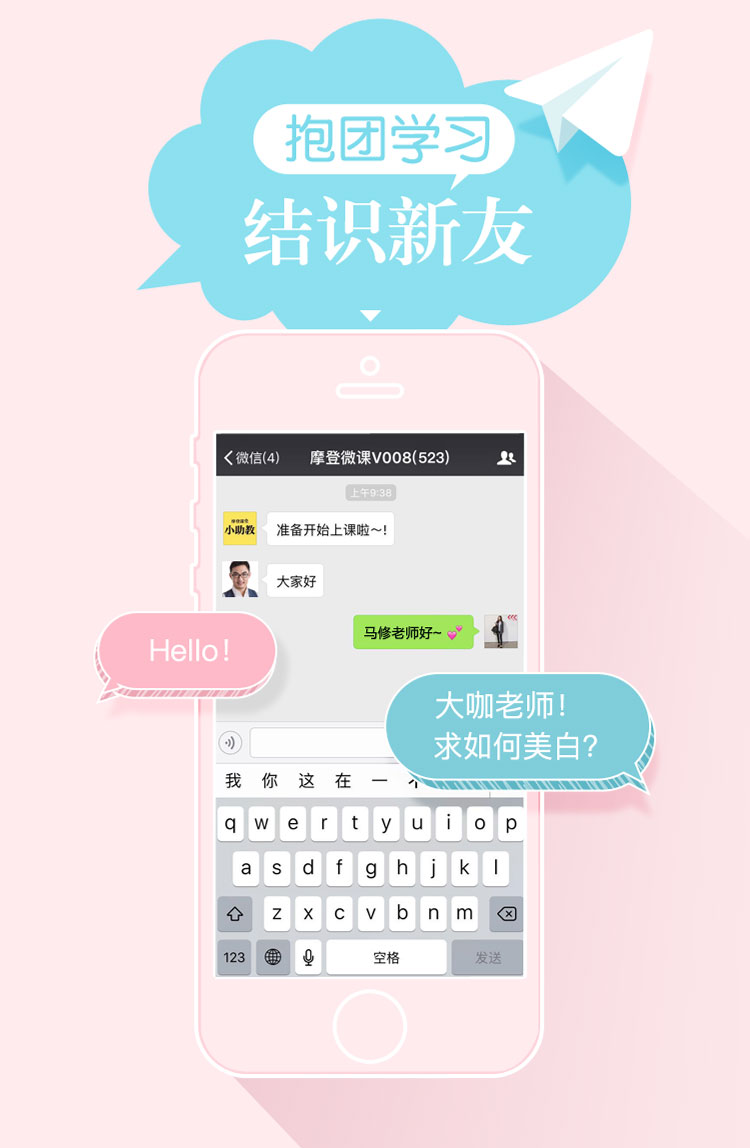 抱团学习
结识新友
微信(4)
摩登微课V008(523)
上午9:38
小助教
准备开始上课啦～!
大家好
马修老师好~
Hello!
大咖老师!
求如何美白?
我 你 这 在 一
q w e r t y u i o p
a s d f g h j k l
z x c v b n m
123
空格
发送